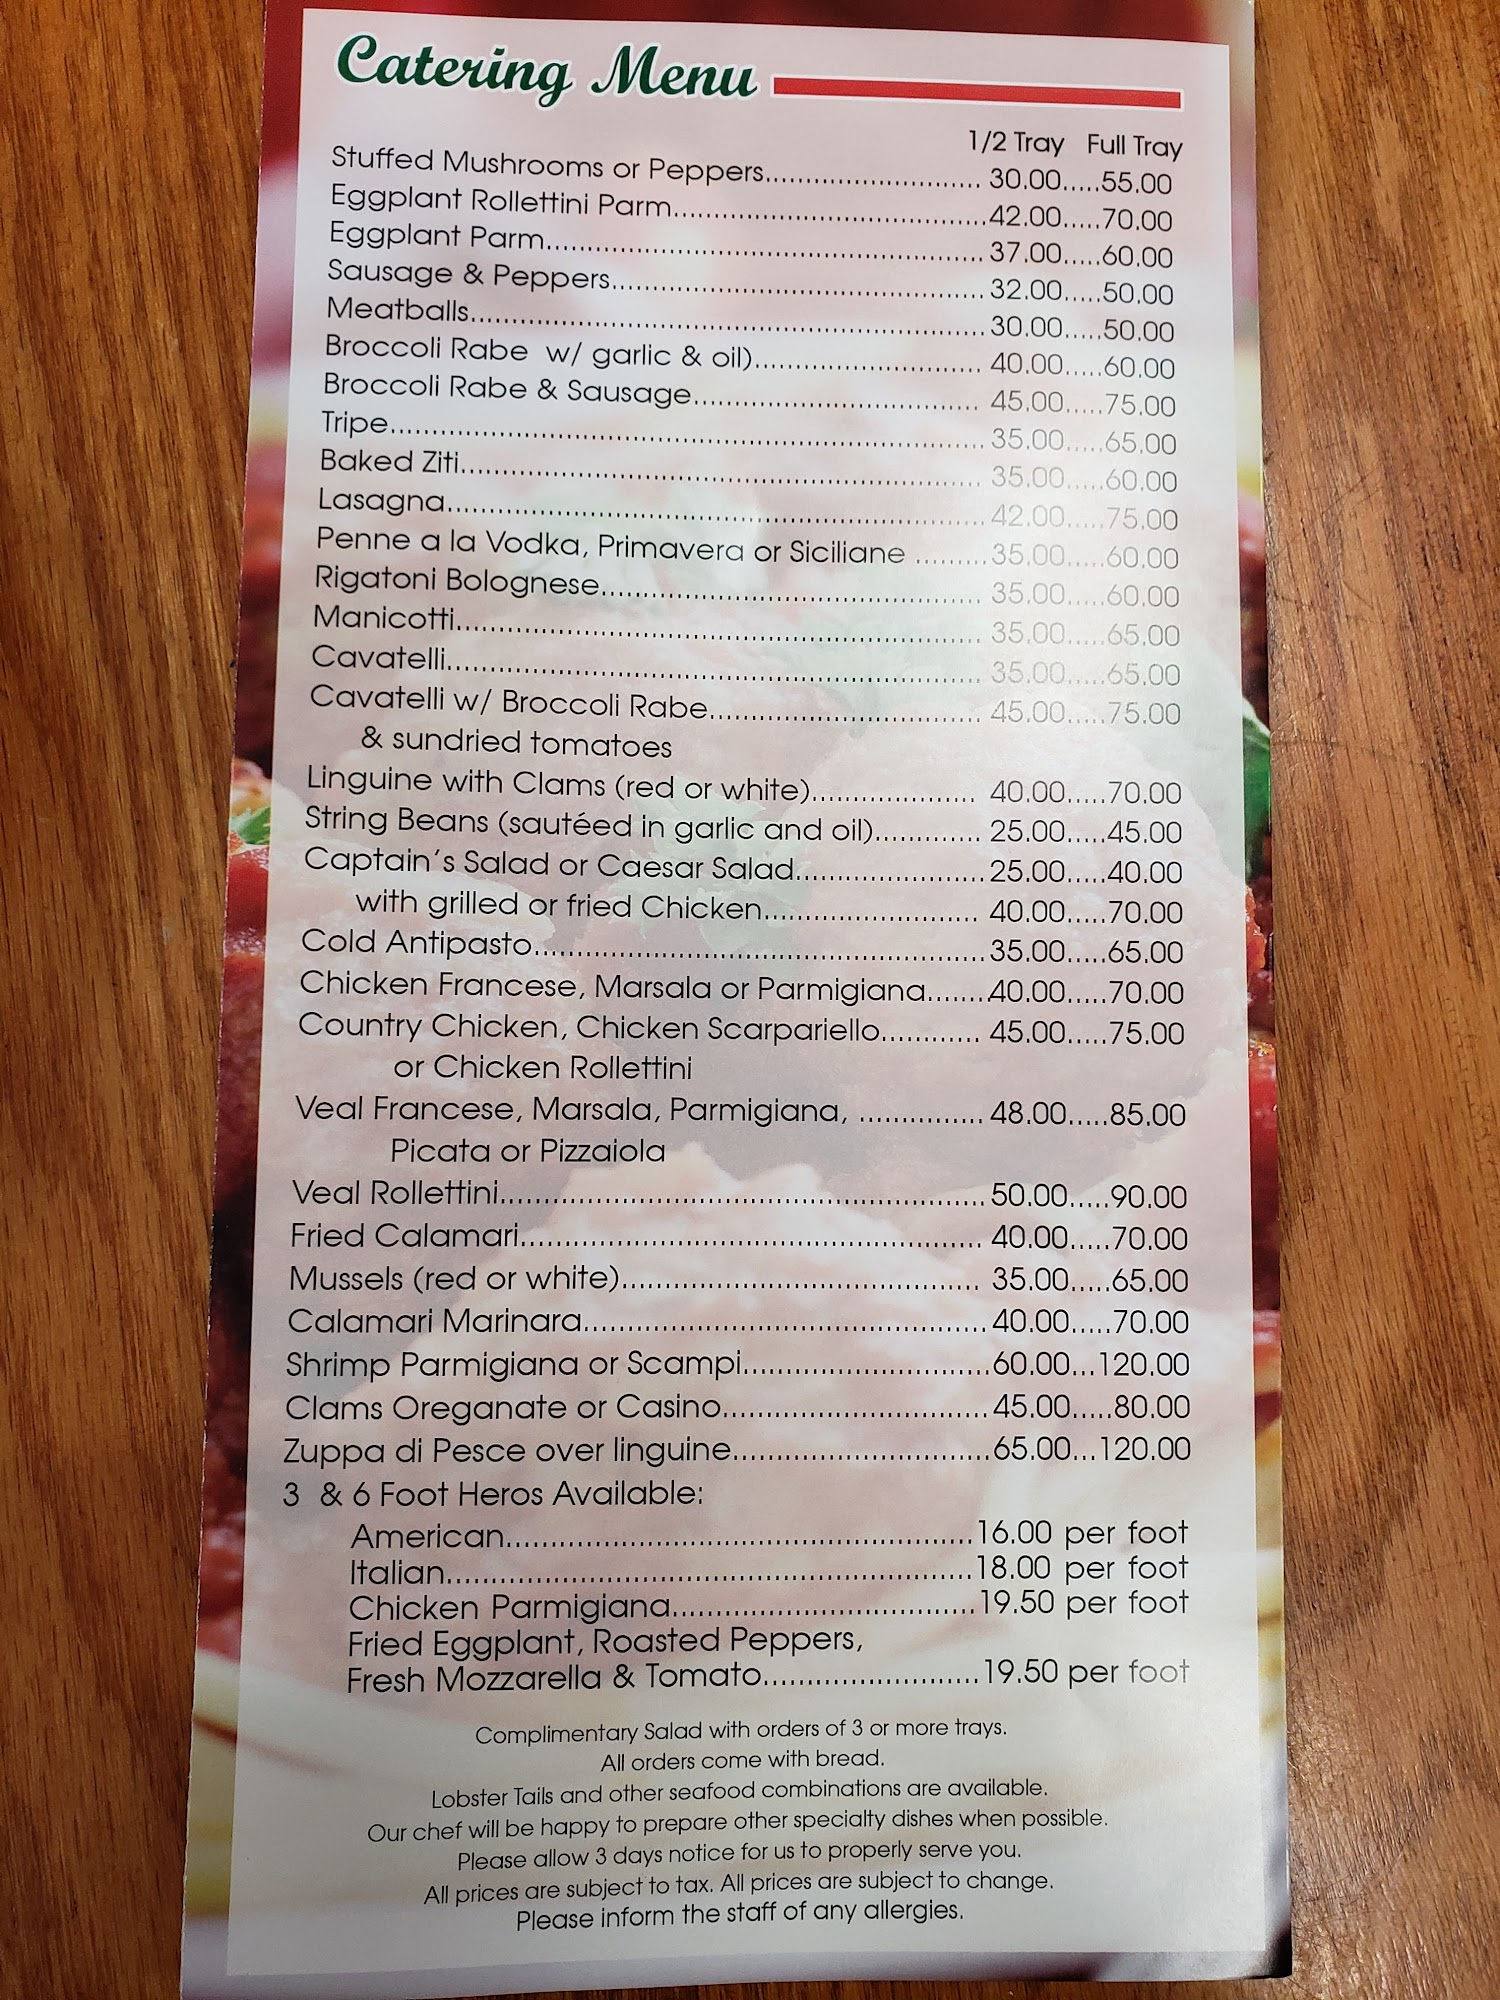 Catering Menu
1/2 Tray Full Tray
Stuffed Mushrooms or Peppers.......................... 30.00.....55.00
Eggplant Rollettini Parm......................................42.00.....70.00
Eggplant Parm..................................................... 37.00.....60.00
Sausage & Peppers.............................................32.00.....50.00
Meatballs.............................................................30.00.....50.00
Broccoli Rabe w/ garlic & oil)........................... 40.00.....60.00
Broccoli Rabe & Sausage.................................. 45.00.....75.00
Tripe......................................................................35.00.....65.00
Baked Ziti............................................................. 35.00.....60.00
Lasagna................................................................42.00.....75.00
Penne a la Vodka, Primavera or Siciliane .........35.00.....60.00
Rigatoni Bolognese............................................. 35.00.....60.00
Manicotti.............................................................. 35.00.....65.00
Cavatelli............................................................... 35.00.....65.00
Cavatelli w/ Broccoli Rabe................................ 45.00.....75.00
& sundried tomatoes
Linguine with Clams (red or white).................... 40.00.....70.00
String Beans (sautéed in garlic and oil)............. 25.00.....45.00
Captain's Salad or Caesar Salad.......................25.00.....40.00
with grilled or fried Chicken.......................... 40.00.....70.00
Cold Antipasto.....................................................35.00.....65.00
Chicken Francese, Marsala or Parmigiana.......40.00.....70.00
Country Chicken, Chicken Scarpariello............ 45.00.....75.00
or Chicken Rollettini
Veal Francese, Marsala, Parmigiana, ............... 48.00.....85.00
Picata or Pizzaiola
Veal Rollettini.......................................................50.00.....90.00
Fried Calamari..................................................... 40.00.....70.00
Mussels (red or white)......................................... 35.00.....65.00
Calamari Marinara..............................................40.00.....70.00
Shrimp Parmigiana or Scampi............................60.00...120.00
Clams Oreganate or Casino..............................45.00.....80.00
Zuppa di Pesce over linguine.............................65.00...120.00
3 & 6 Foot Heros Available:
American....................................................16.00 per foot
Italian...........................................................18.00 per foot
Chicken Parmigiana...................................19.50 per foot
Fried Eggplant, Roasted Peppers,
Fresh Mozzarella & Tomato.........................19.50 per foot
Complimentary Salad with orders of 3 or more trays.
All orders come with bread.
Lobster Tails and other seafood combinations are available.
Our chef will be happy to prepare other specialty dishes when possible.
Please allow 3 days notice for us to properly serve you.
All prices are subject to tax. All prices are subject to change.
Please inform the staff of any allergies.